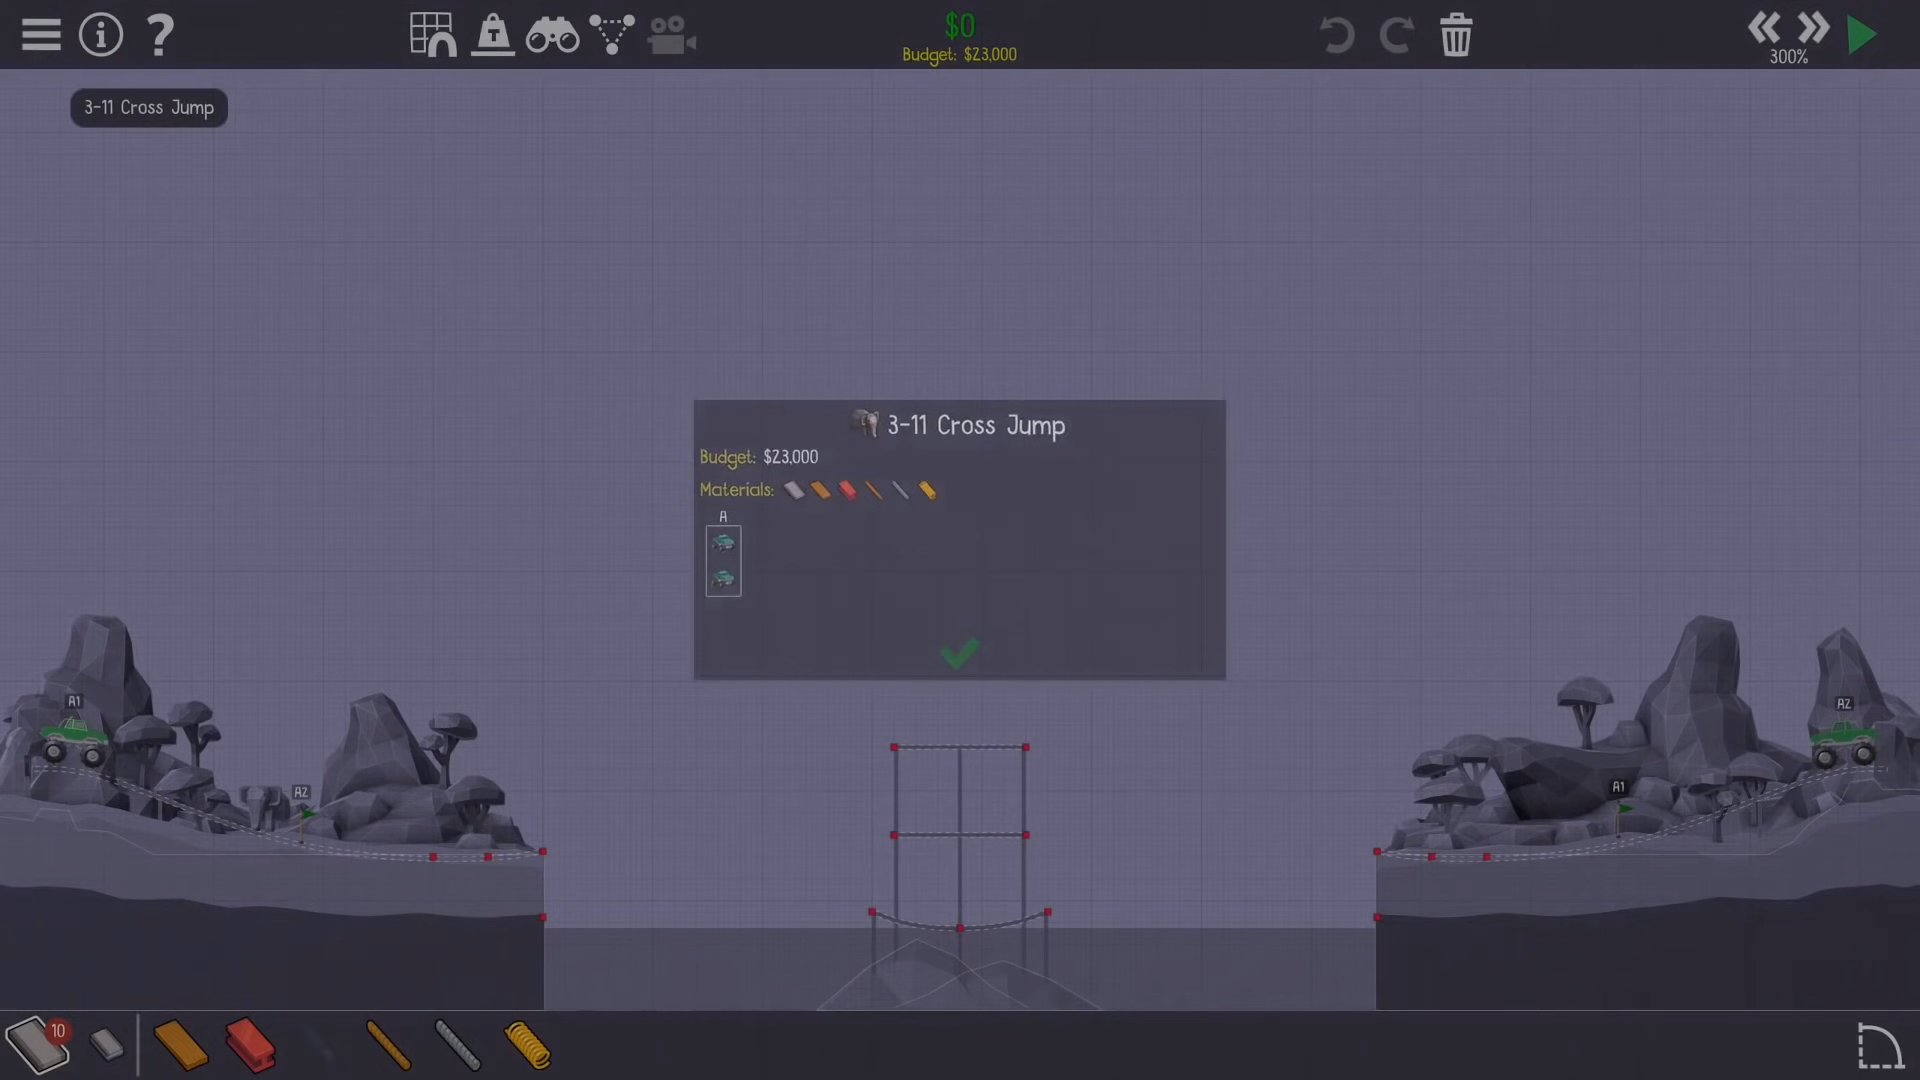 $0
Budget: $23,000
300%
3-11 Cross Jump
3-11 Cross Jump
Budget: $23,000
Materials:
A
A1
A2
A2
A1
10